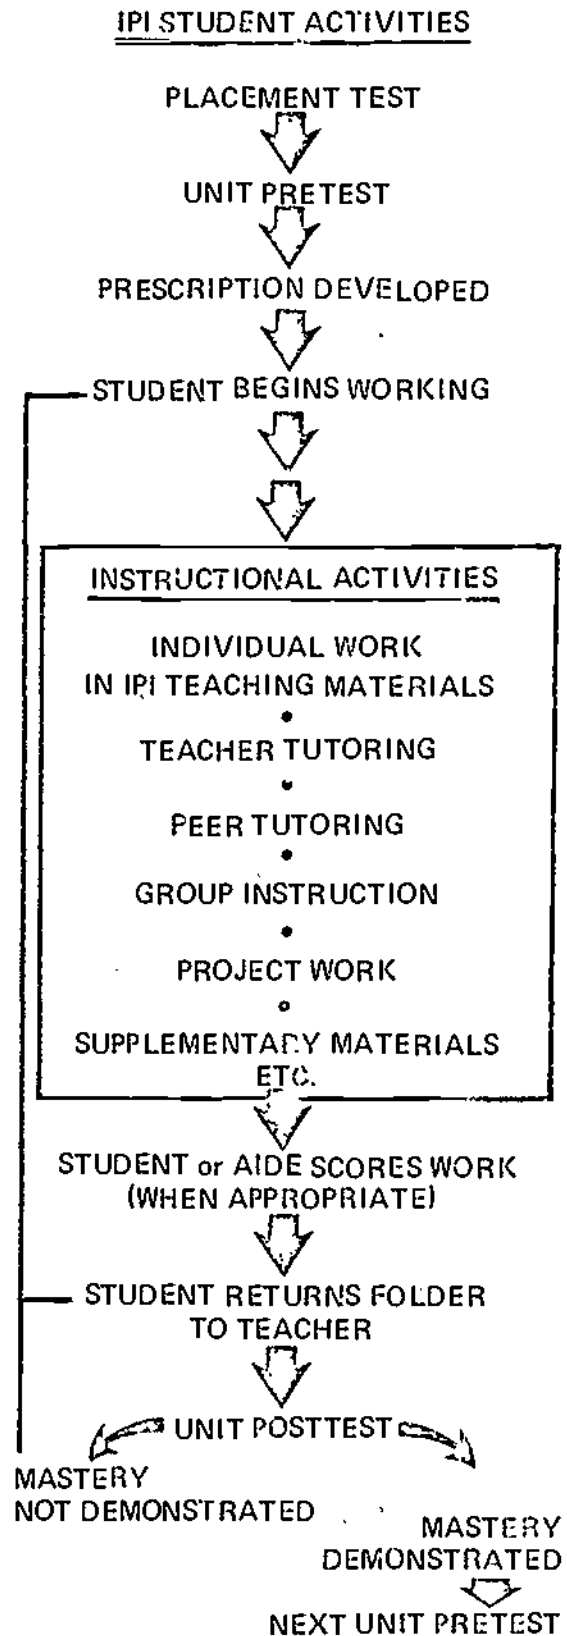 IPI STUDENT ACTIVITIES
PLACEMENT TEST
UNIT PRETEST
PRESCRIPTION DEVELOPED
STUDENT BEGINS WORKING
INSTRUCTIONAL ACTIVITIES
INDIVIDUAL WORK
IN IPI TEACHING MATERIALS
•
TEACHER TUTORING
•
PEER TUTORING
•
GROUP INSTRUCTION
•
PROJECT WORK
•
SUPPLEMENTARY MATERIALS
ETC.
STUDENT or AIDE SCORES WORK
(WHEN APPROPRIATE)
STUDENT RETURNS FOLDER
TO TEACHER
UNIT POSTTEST
MASTERY
NOT DEMONSTRATED
MASTERY
DEMONSTRATED
NEXT UNIT PRETEST